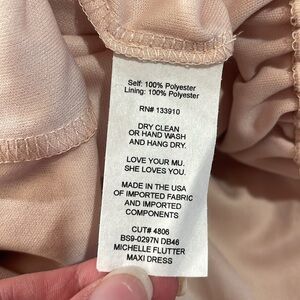 Self: 100% Polyester
Lining: 100% Polyester
RN# 133910
DRY CLEAN
OR HAND WASH
AND HANG DRY.
LOVE YOUR MU.
SHE LOVES YOU.
MADE IN THE USA
OF IMPORTED FABRIC
AND IMPORTED
COMPONENTS
CUT# 4806
BS9-0297N DB46
MICHELLE FLUTTER
MAXI DRESS